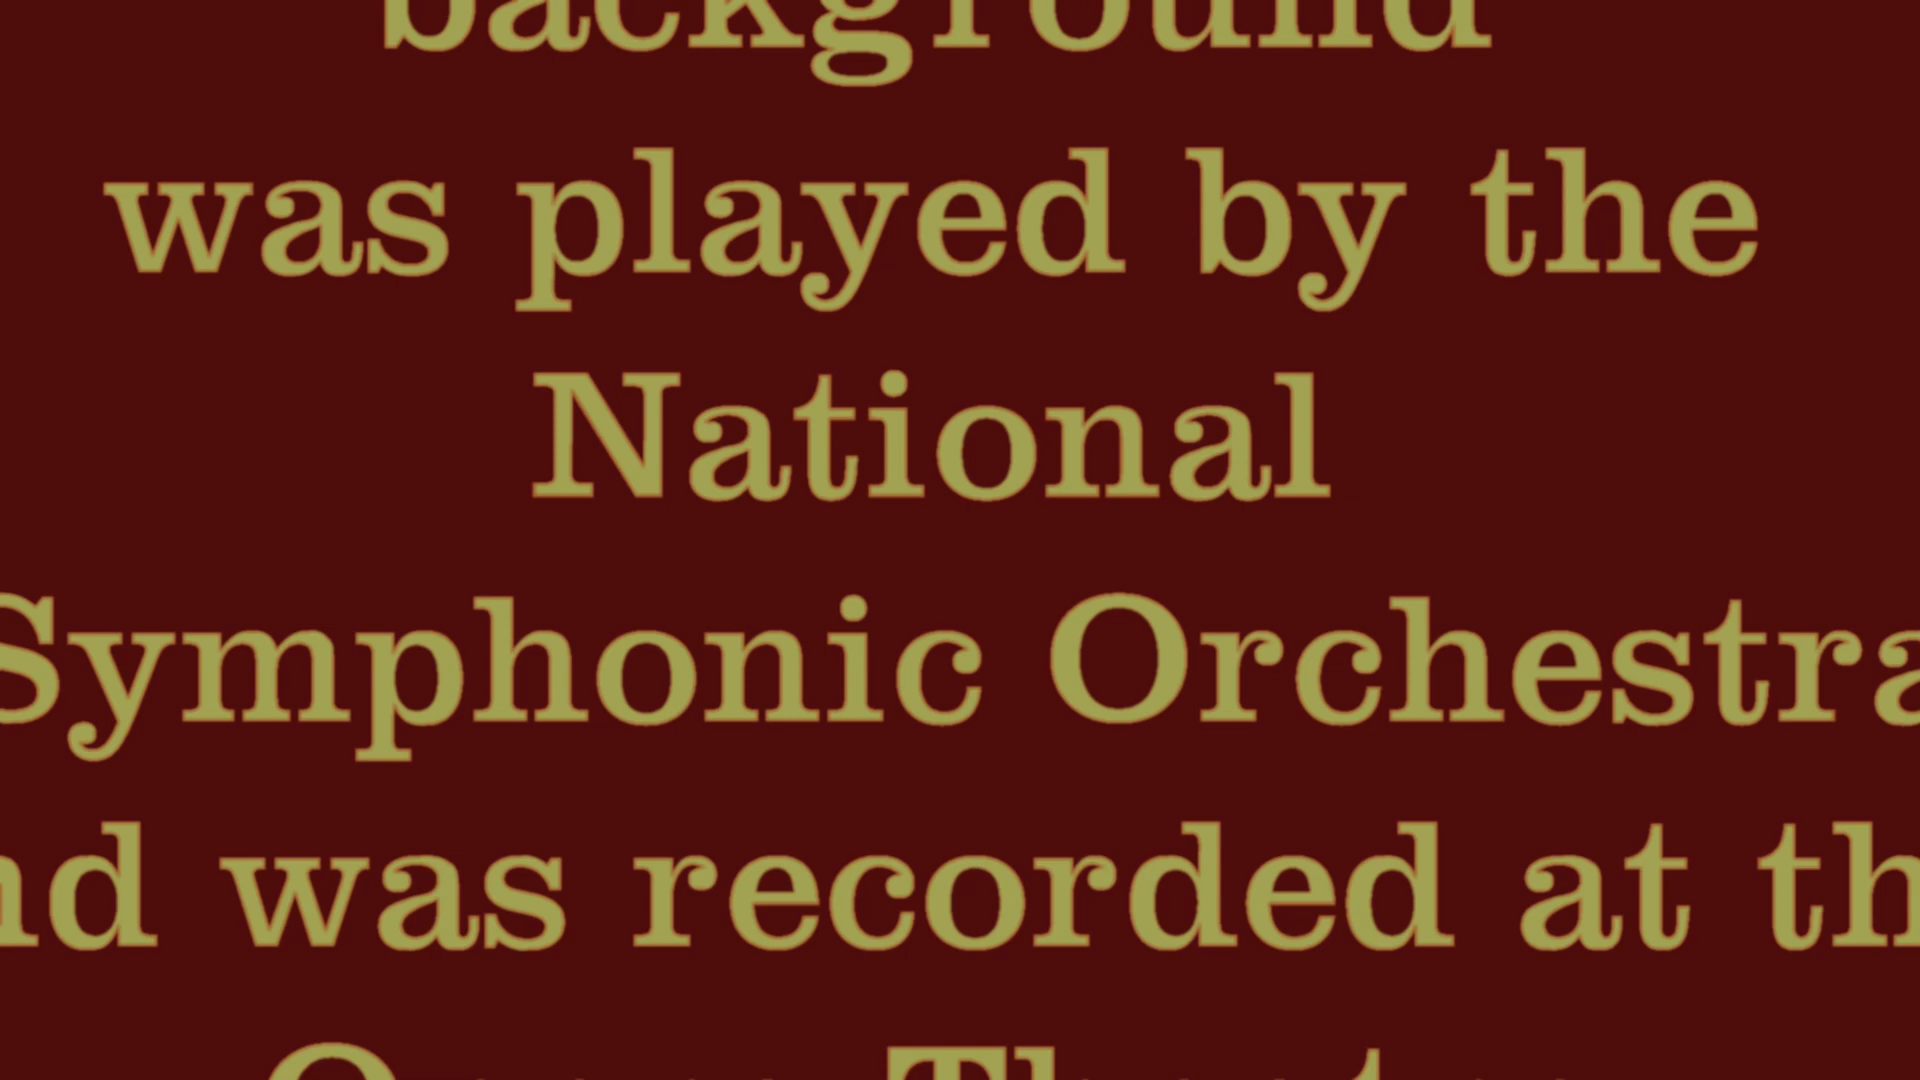 background
was played by the
National
Symphonic Orchestra
nd was recorded at th